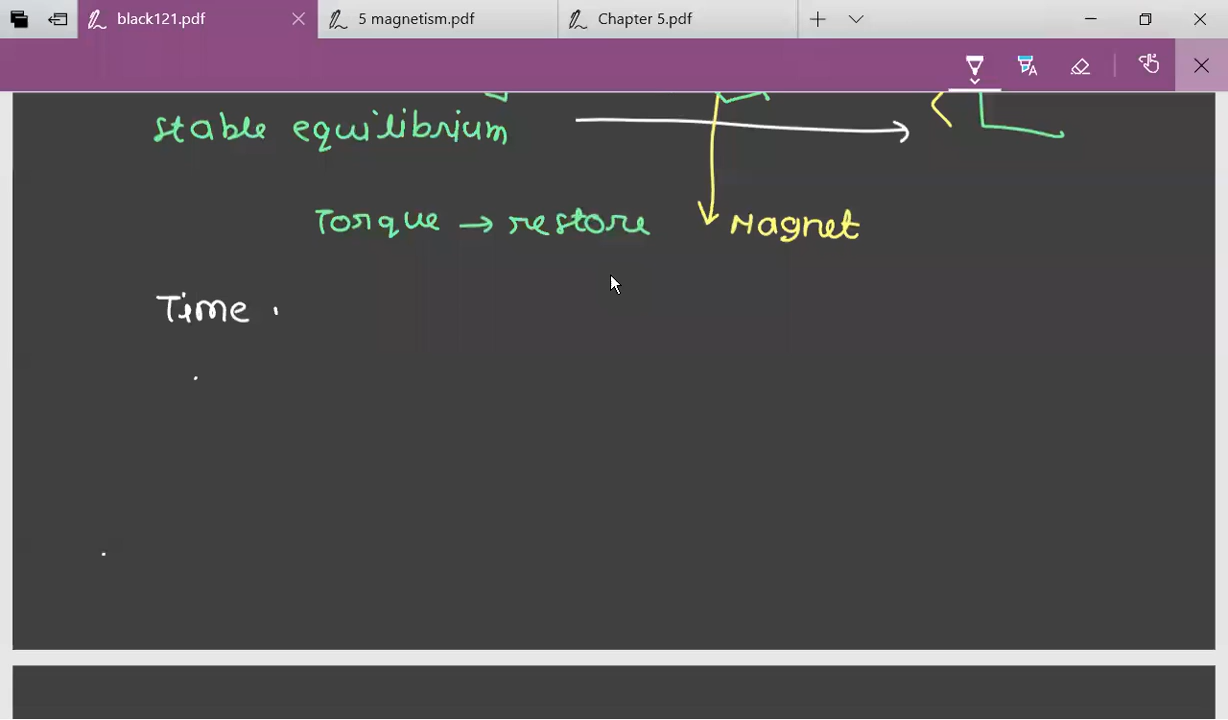 black121.pdf
5 magnetism.pdf
Chapter 5.pdf
stable equilibrium
Torque → restore
Magnet
Time